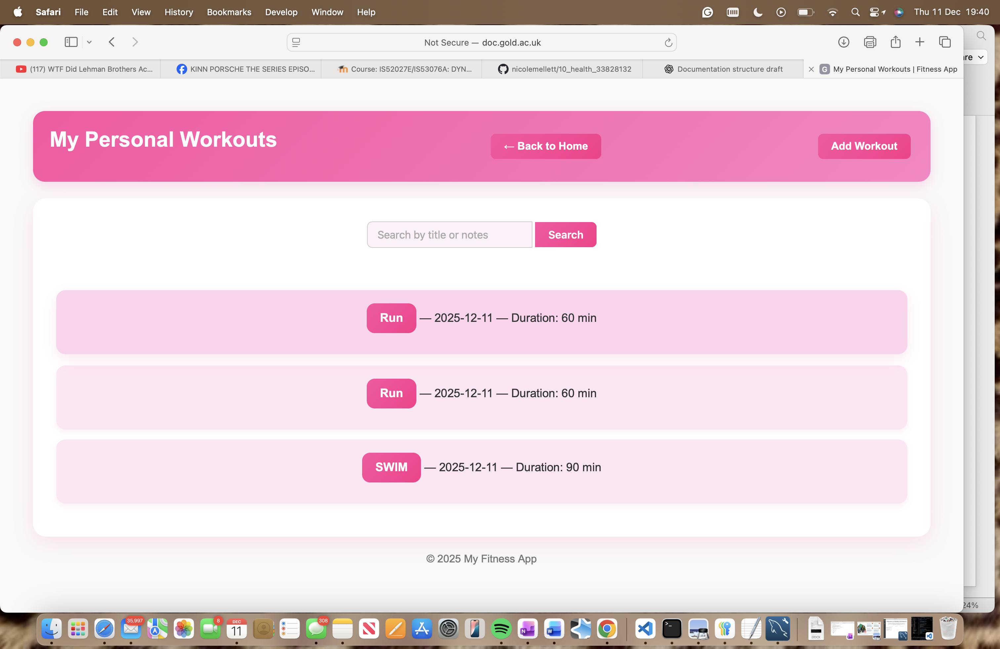 Safari File Edit View History Bookmarks Develop Window Help Thu 11 Dec 19:40
Not Secure — doc.gold.ac.uk
(117) WTF Did Lehman Brothers Ac... KINN PORSCHE THE SERIES EPISO... Course: IS52027E/IS53076A: DYN... nicolemellett/10_health_33828132 Documentation structure draft G My Personal Workouts | Fitness App
My Personal Workouts ← Back to Home Add Workout
Search by title or notes Search
Run — 2025-12-11 — Duration: 60 min
Run — 2025-12-11 — Duration: 60 min
SWIM — 2025-12-11 — Duration: 90 min
© 2025 My Fitness App
24%
35,997 8 DEC 11 308 DOCX